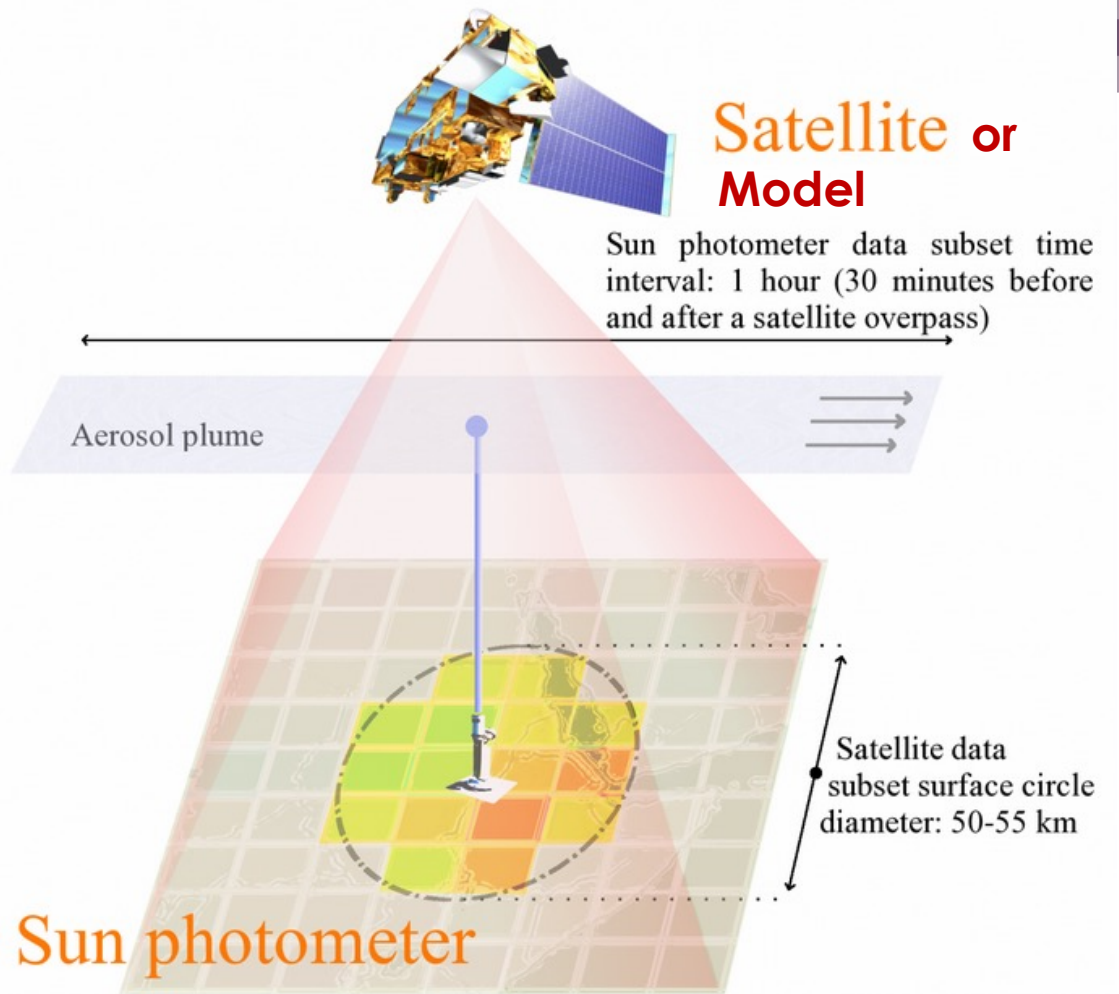 Satellite or
Model
Sun photometer data subset time
interval: 1 hour (30 minutes before
and after a satellite overpass)
Aerosol plume
Satellite data
subset surface circle
diameter: 50-55 km
Sun photometer